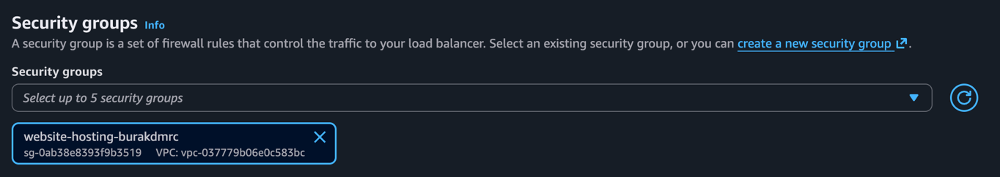 Security groups Info
A security group is a set of firewall rules that control the traffic to your load balancer. Select an existing security group, or you can create a new security group.
Security groups
Select up to 5 security groups
website-hosting-burakdmrc
sg-0ab38e8393f9b3519 VPC: vpc-037779b06e0c583bc